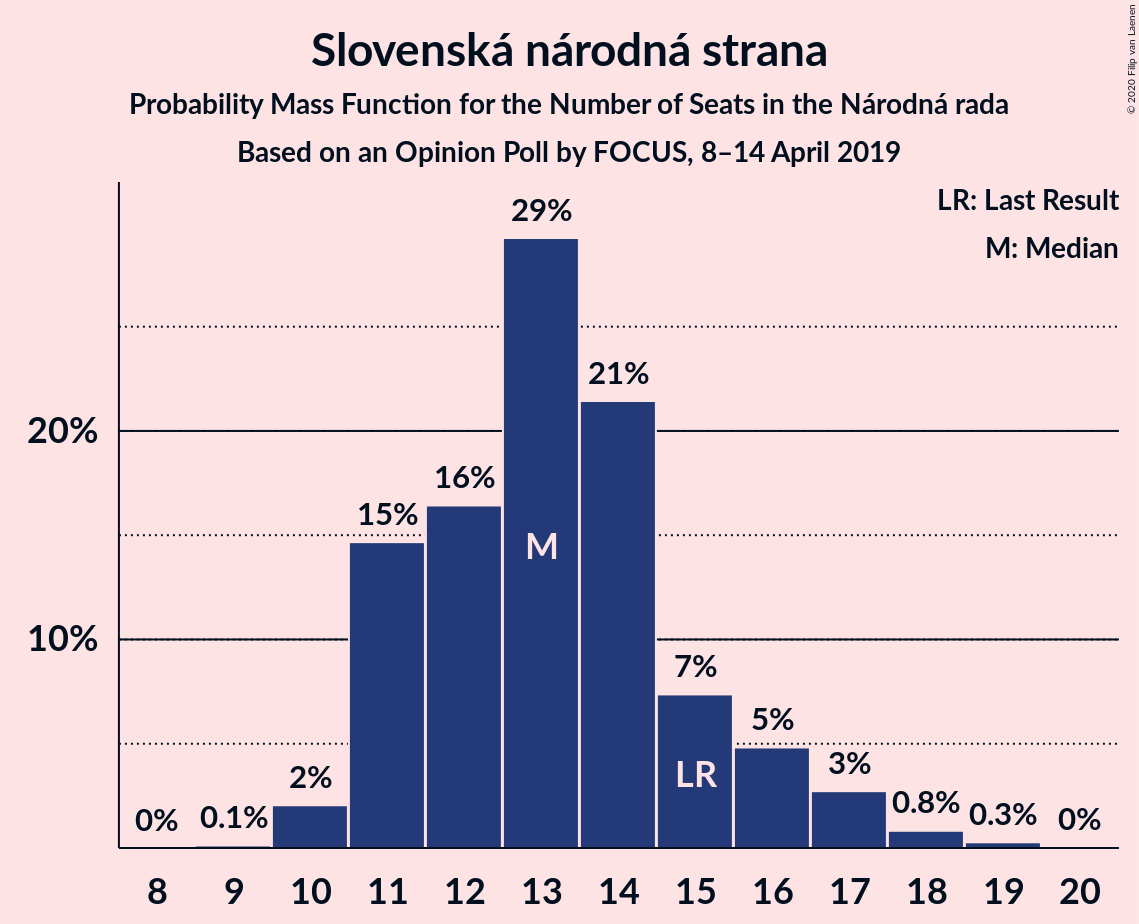 Slovenská národná strana
Probability Mass Function for the Number of Seats in the Národná rada
Based on an Opinion Poll by FOCUS, 8–14 April 2019
© 2020 Filip van Laenen
LR: Last Result
M: Median
20%
10%
0%
0.1%
2%
15%
16%
29%
21%
7%
5%
3%
0.8%
0.3%
0%
M
LR
8 9 10 11 12 13 14 15 16 17 18 19 20